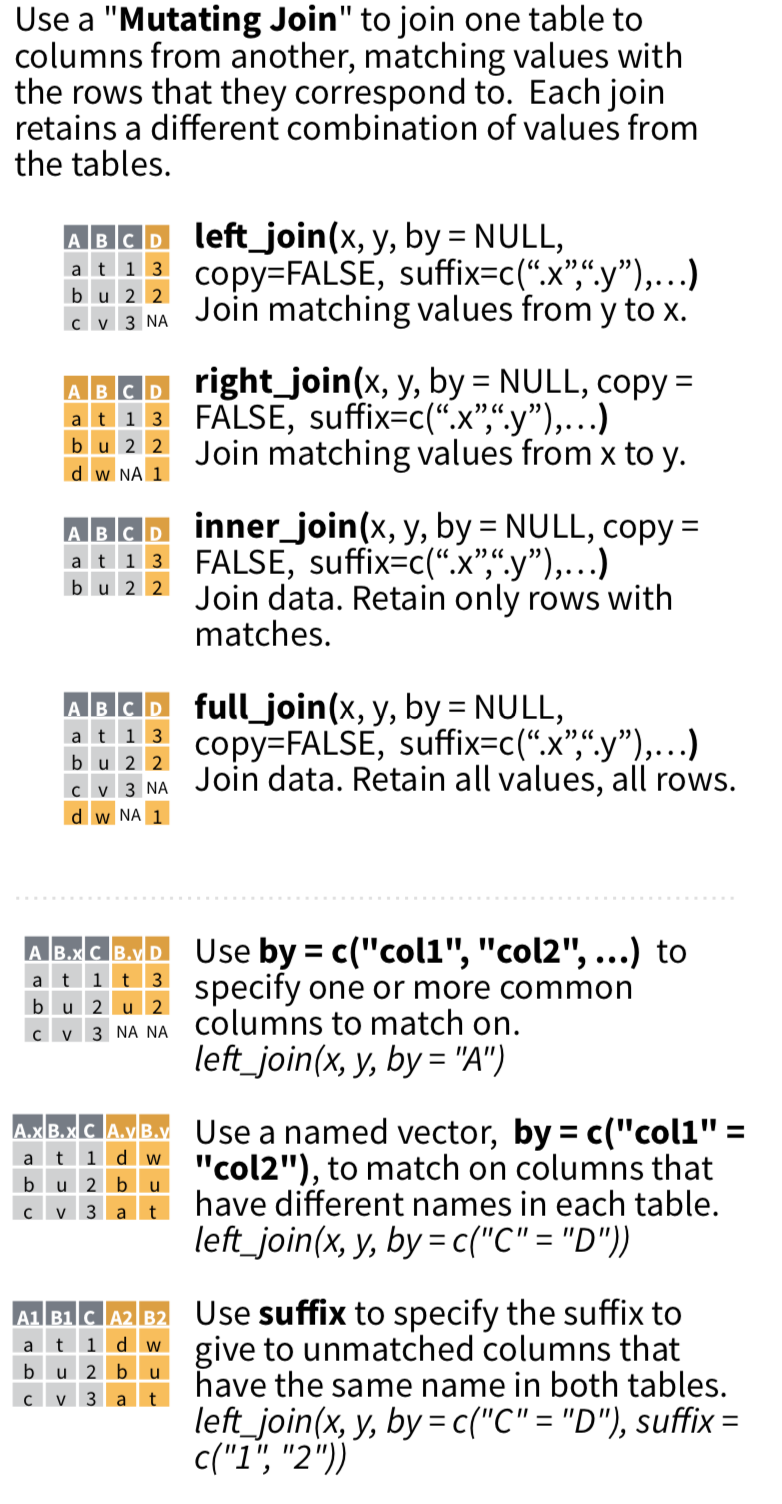 Use a "Mutating Join" to join one table to
columns from another, matching values with
the rows that they correspond to. Each join
retains a different combination of values from
the tables.
A B C D
a t 1 3
b u 2 2
c v 3 NA
left_join(x, y, by = NULL,
copy=FALSE, suffix=c(“.x”,“.y”),…)
Join matching values from y to x.
A B C D
a t 1 3
b u 2 2
d w NA 1
right_join(x, y, by = NULL, copy =
FALSE, suffix=c(“.x”,“.y”),…)
Join matching values from x to y.
A B C D
a t 1 3
b u 2 2
inner_join(x, y, by = NULL, copy =
FALSE, suffix=c(“.x”,“.y”),…)
Join data. Retain only rows with
matches.
A B C D
a t 1 3
b u 2 2
c v 3 NA
d w NA 1
full_join(x, y, by = NULL,
copy=FALSE, suffix=c(“.x”,“.y”),…)
Join data. Retain all values, all rows.
A B.x C B.y D
a t 1 t 3
b u 2 u 2
c v 3 NA NA
Use by = c("col1", "col2", …) to
specify one or more common
columns to match on.
left_join(x, y, by = "A")
A.x B.x C A.y B.y
a t 1 d w
b u 2 b u
c v 3 a t
Use a named vector, by = c("col1" =
"col2"), to match on columns that
have different names in each table.
left_join(x, y, by = c("C" = "D"))
A1 B1 C A2 B2
a t 1 d w
b u 2 b u
c v 3 a t
Use suffix to specify the suffix to
give to unmatched columns that
have the same name in both tables.
left_join(x, y, by = c("C" = "D"), suffix =
c("1", "2"))